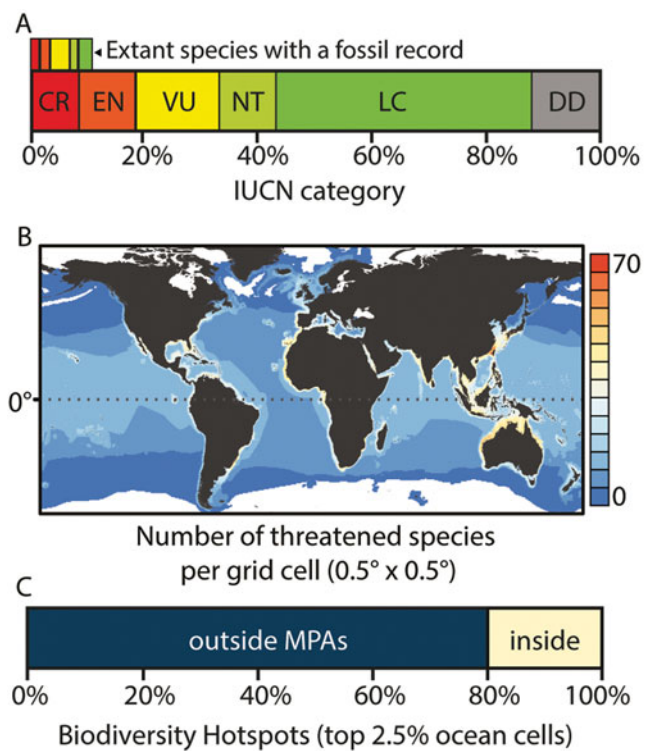 A
Extant species with a fossil record
CR EN VU NT LC DD
0% 20% 40% 60% 80% 100%
IUCN category
B
70
0°
0
Number of threatened species
per grid cell (0.5° x 0.5°)
C
outside MPAs inside
0% 20% 40% 60% 80% 100%
Biodiversity Hotspots (top 2.5% ocean cells)